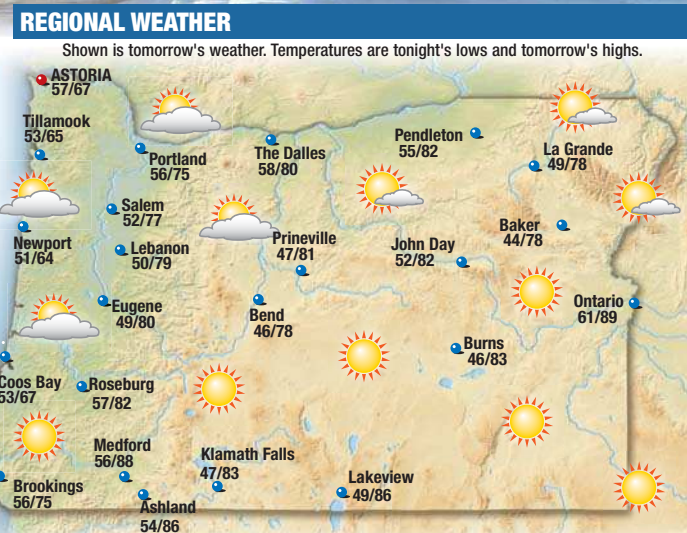 REGIONAL WEATHER
Shown is tomorrow's weather. Temperatures are tonight's lows and tomorrow's highs.
ASTORIA
57/67
Tillamook
53/65
Portland
56/75
The Dalles
58/80
Pendleton
55/82
La Grande
49/78
Salem
52/77
Newport
51/64
Lebanon
50/79
Prineville
47/81
John Day
52/82
Baker
44/78
Eugene
49/80
Bend
46/78
Ontario
61/89
Burns
46/83
Coos Bay
53/67
Roseburg
57/82
Medford
56/88
Klamath Falls
47/83
Lakeview
49/86
Brookings
56/75
Ashland
54/86